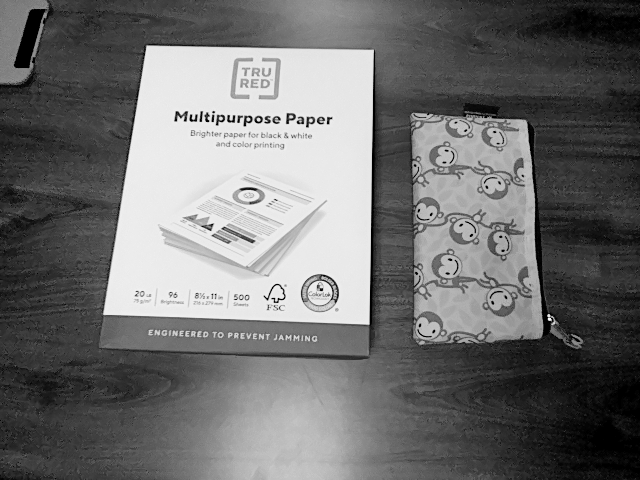 TRU
RED
Multipurpose Paper
Brighter paper for black & white
and color printing
20 LB
75 g/m²
96
Brightness
8½ x 11 in
216 x 279 mm
500
Sheets
FSC
ColorLok
ENGINEERED TO PREVENT JAMMING